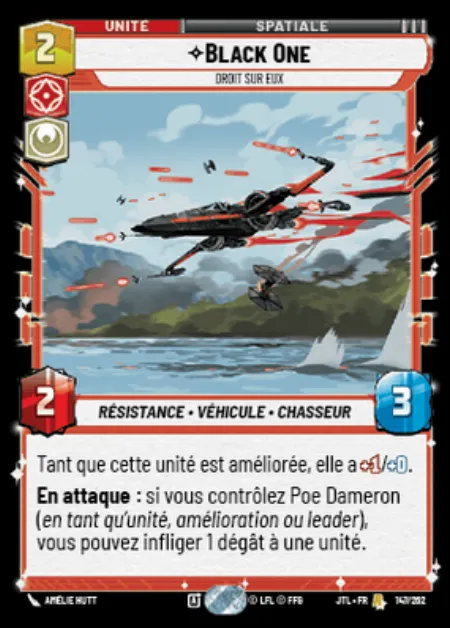 UNITÉ
SPATIALE
2
BLACK ONE
DROIT SUR EUX
2
3
RÉSISTANCE • VÉHICULE • CHASSEUR
Tant que cette unité est améliorée, elle a +1/+0.
En attaque : si vous contrôlez Poe Dameron
(en tant qu'unité, amélioration ou leader),
vous pouvez infliger 1 dégât à une unité.
AMÉLIE HUTT
A
© LFL © FFG
JTL • FR
147/262